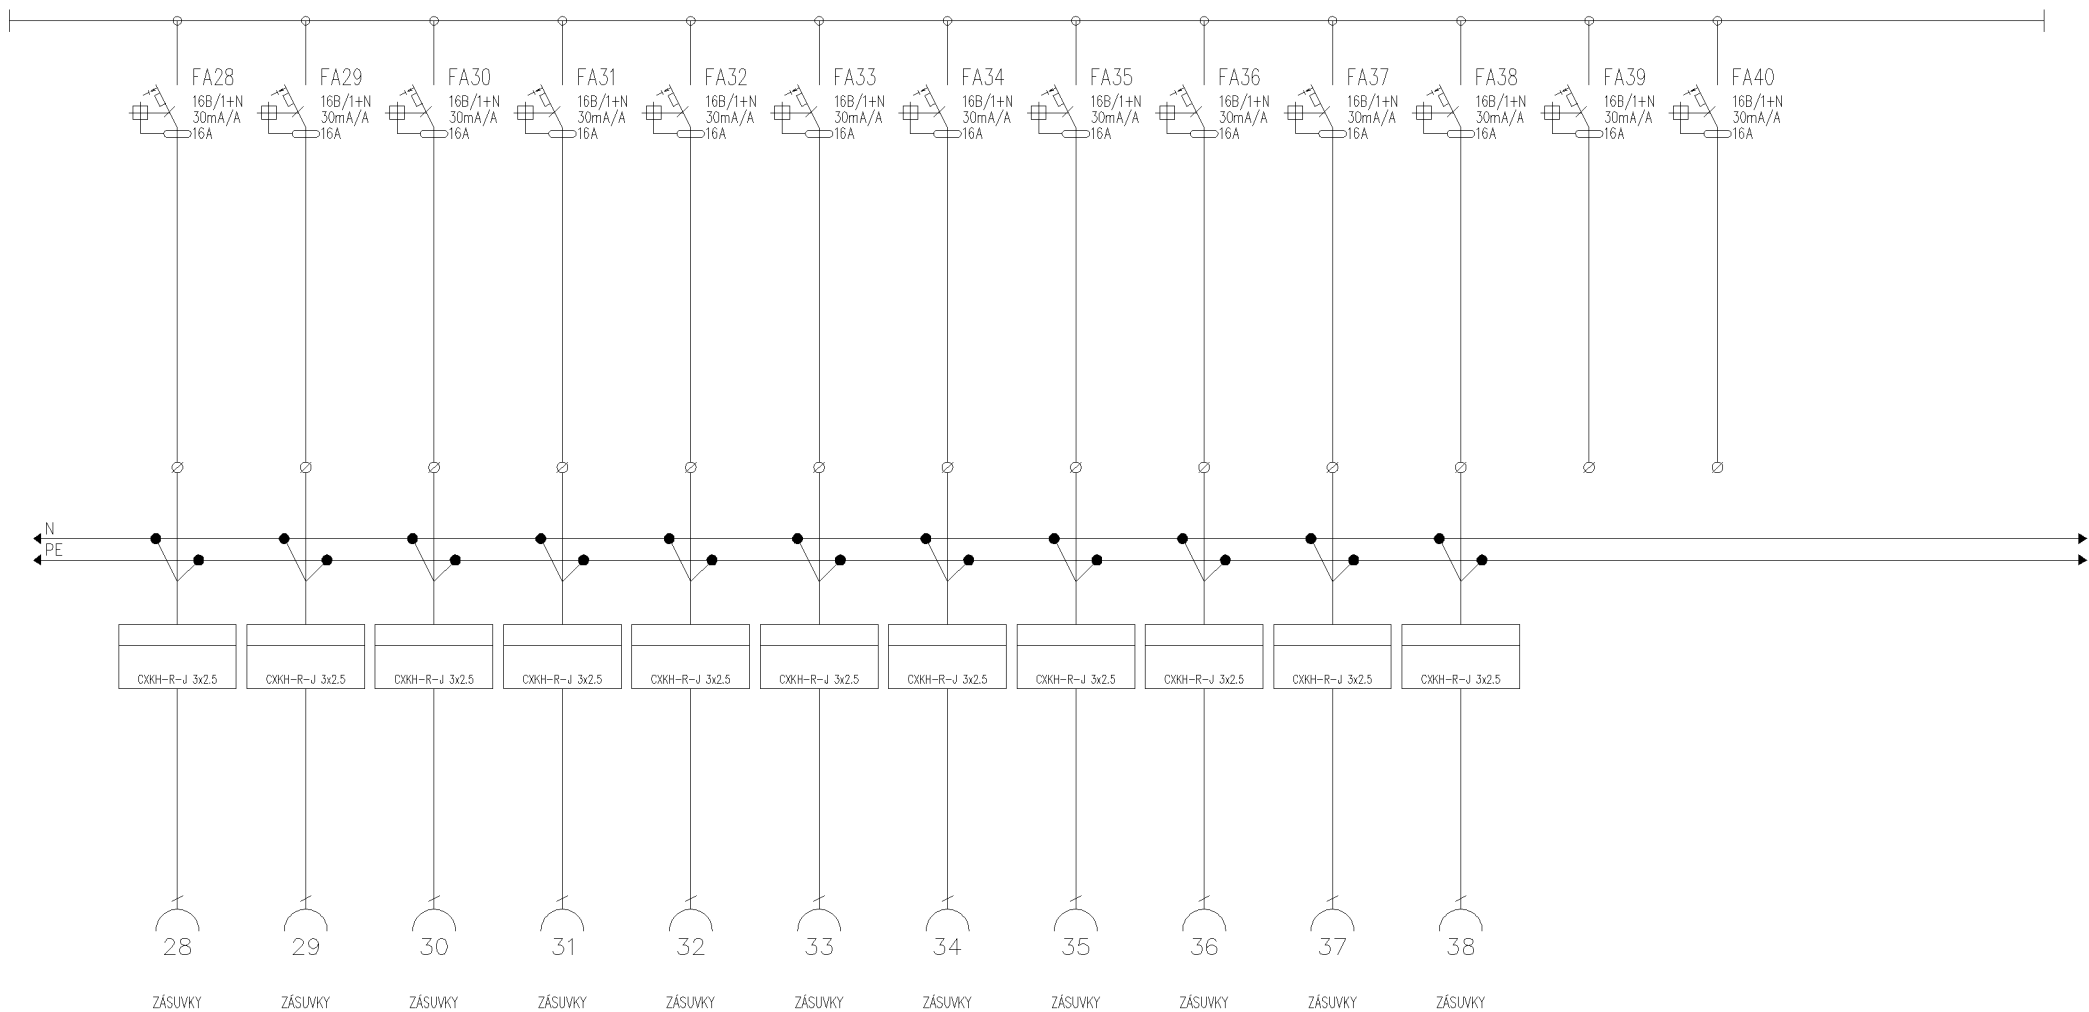 FA28 FA29 FA30 FA31 FA32 FA33 FA34 FA35 FA36 FA37 FA38 FA39 FA40
16B/1+N 16B/1+N 16B/1+N 16B/1+N 16B/1+N 16B/1+N 16B/1+N 16B/1+N 16B/1+N 16B/1+N 16B/1+N 16B/1+N 16B/1+N
30mA/A 30mA/A 30mA/A 30mA/A 30mA/A 30mA/A 30mA/A 30mA/A 30mA/A 30mA/A 30mA/A 30mA/A 30mA/A
16A 16A 16A 16A 16A 16A 16A 16A 16A 16A 16A 16A 16A
N
PE
CXKH-R-J 3x2.5 CXKH-R-J 3x2.5 CXKH-R-J 3x2.5 CXKH-R-J 3x2.5 CXKH-R-J 3x2.5 CXKH-R-J 3x2.5 CXKH-R-J 3x2.5 CXKH-R-J 3x2.5 CXKH-R-J 3x2.5 CXKH-R-J 3x2.5 CXKH-R-J 3x2.5
28 29 30 31 32 33 34 35 36 37 38
ZÁSUVKY ZÁSUVKY ZÁSUVKY ZÁSUVKY ZÁSUVKY ZÁSUVKY ZÁSUVKY ZÁSUVKY ZÁSUVKY ZÁSUVKY ZÁSUVKY